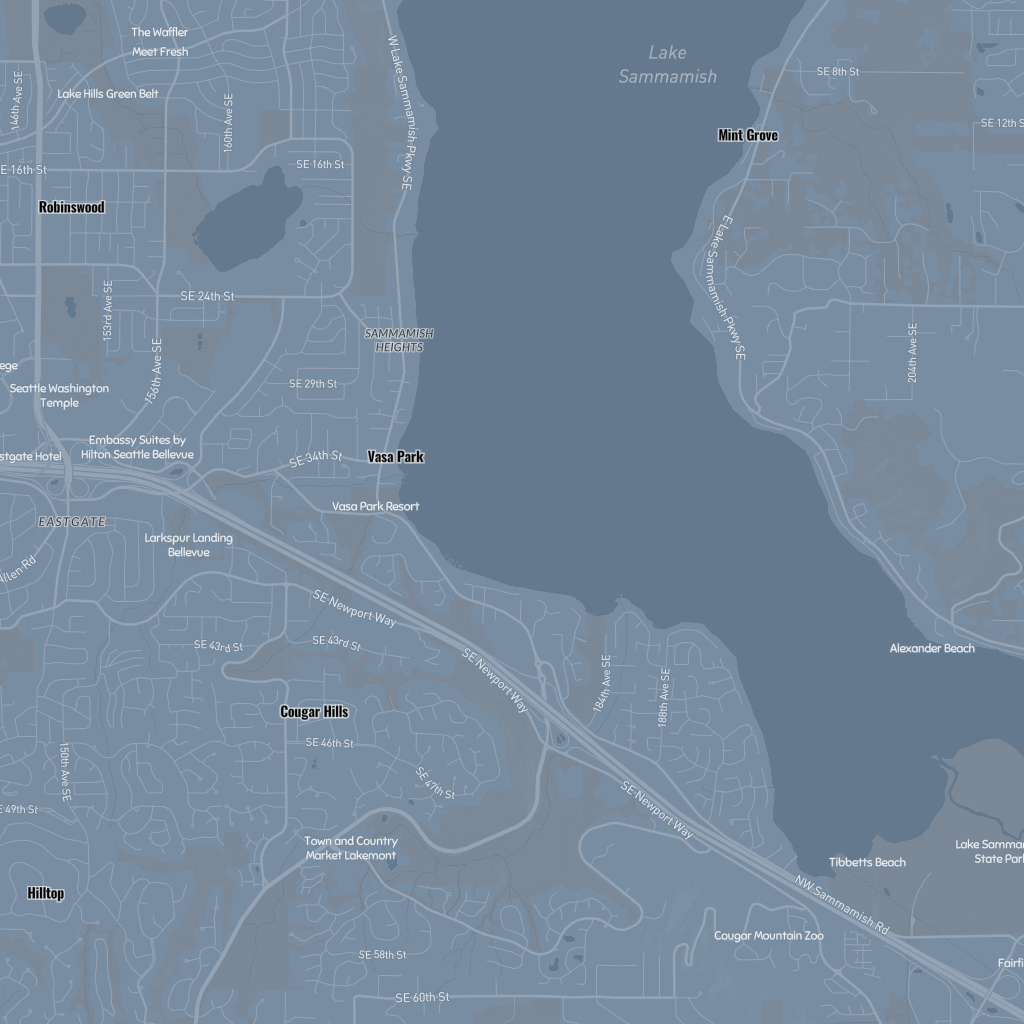 The Waffler
Meet Fresh
Lake
Sammamish
W Lake Sammamish Pkwy SE
SE 8th St
146th Ave SE
Lake Hills Green Belt
160th Ave SE
SE 12th S
Mint Grove
E 16th St
SE 16th St
Robinswood
E Lake Sammamish Pkwy SE
SE 24th St
153rd Ave SE
SAMMAMISH
HEIGHTS
204th Ave SE
ege
156th Ave SE
SE 29th St
Seattle Washington
Temple
Embassy Suites by
Hilton Seattle Bellevue
stgate Hotel
SE 34th St
Vasa Park
Vasa Park Resort
EASTGATE
Larkspur Landing
Bellevue
Allen Rd
SE Newport Way
SE 43rd St
SE 43rd St
Alexander Beach
SE Newport Way
184th Ave SE
188th Ave SE
Cougar Hills
SE 46th St
150th Ave SE
SE 47th St
SE Newport Way
E 49th St
Town and Country
Market Lakemont
Lake Sammam
State Park
Tibbetts Beach
Hilltop
NW Sammamish Rd
Cougar Mountain Zoo
SE 58th St
Fairfi
SE 60th St